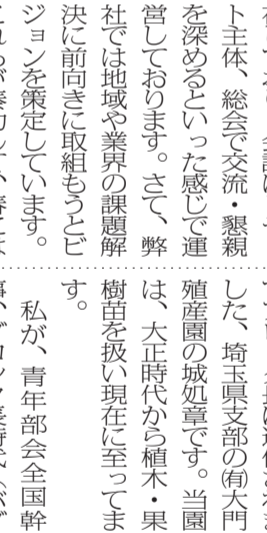 ト主体、総会で交流・懇親
を深めるといった感じで運
営しております。さて、弊
社では地域や業界の課題解
決に前向きに取組もうとビ
ジョンを策定しています。
した、埼玉県支部の㈲大門
殖産園の城処章です。当園
は、大正時代から植木・果
樹苗を扱い現在に至ってま
す。
私が、青年部会全国幹